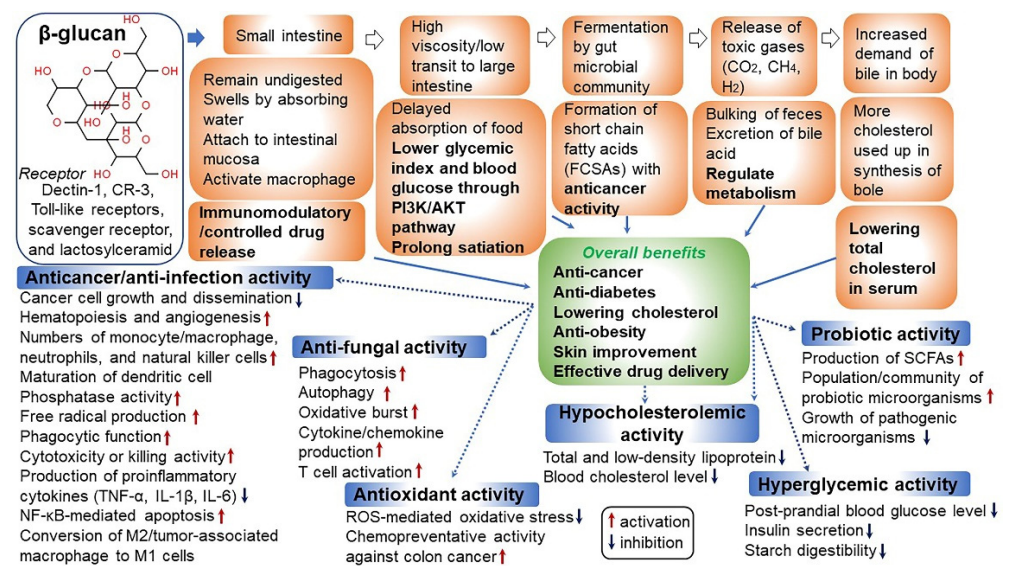 β-glucan
HO
HO
OH
O
O
O
HO
H
O
O
HO
H
O
O
O
HO
OH
Receptor
Dectin-1, CR-3,
Toll-like receptors,
scavenger receptor,
and lactosylceramid
Small intestine
Remain undigested
Swells by absorbing
water
Attach to intestinal
mucosa
Activate macrophage
Immunomodulatory
/controlled drug
release
High
viscosity/low
transit to large
intestine
Delayed
absorption of food
Lower glycemic
index and blood
glucose through
PI3K/AKT
pathway
Prolong satiation
Fermentation
by gut
microbial
community
Formation of
short chain
fatty acids
(FCSAs) with
anticancer
activity
Release of
toxic gases
(CO₂, CH₄,
H₂)
Bulking of feces
Excretion of bile
acid
Regulate
metabolism
Increased
demand of
bile in body
More
cholesterol
used up in
synthesis of
bole
Lowering
total
cholesterol
in serum
Overall benefits
Anti-cancer
Anti-diabetes
Lowering cholesterol
Anti-obesity
Skin improvement
Effective drug delivery
Anticancer/anti-infection activity
Cancer cell growth and dissemination↓
Hematopoiesis and angiogenesis↑
Numbers of monocyte/macrophage,
neutrophils, and natural killer cells↑
Maturation of dendritic cell
Phosphatase activity↑
Free radical production ↑
Phagocytic function↑
Cytotoxicity or killing activity↑
Production of proinflammatory
cytokines (TNF-α, IL-1β, IL-6)↓
NF-κB-mediated apoptosis↑
Conversion of M2/tumor-associated
macrophage to M1 cells
Anti-fungal activity
Phagocytosis↑
Autophagy ↑
Oxidative burst↑
Cytokine/chemokine
production↑
T cell activation↑
Antioxidant activity
ROS-mediated oxidative stress↓
Chemopreventative activity
against colon cancer↑
Hypocholesterolemic
activity
Total and low-density lipoprotein↓
Blood cholesterol level↓
↑ activation
↓ inhibition
Probiotic activity
Production of SCFAs↑
Population/community of
probiotic microorganisms ↑
Growth of pathogenic
microorganisms ↓
Hyperglycemic activity
Post-prandial blood glucose level↓
Insulin secretion↓
Starch digestibility↓